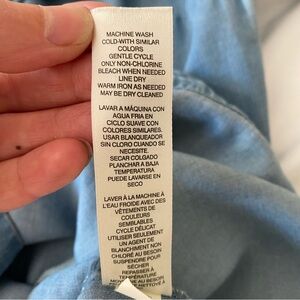 MACHINE WASH
COLD-WITH SIMILAR
COLORS
GENTLE CYCLE
ONLY NON-CHLORINE
BLEACH WHEN NEEDED
LINE DRY
WARM IRON AS NEEDED
MAY BE DRY CLEANED
LAVAR A MÁQUINA CON
AGUA FRIA EN
CICLO SUAVE CON
COLORES SIMILARES.
USAR BLANQUEADOR
SIN CLORO CUANDO SE
NECESITE.
SECAR COLGADO
PLANCHAR A BAJA
TEMPERATURA
PUEDE LAVARSE EN
SECO
LAVER À LA MACHINE À
L'EAU FROIDE AVEC DES
VÊTEMENTS DE
COULEURS
SEMBLABLES
CYCLE DÉLICAT
UTILISER SEULEMENT
UN AGENT DE
BLANCHIMENT NON
CHLORÉ AU BESOIN
SUSPENDRE POUR
SÉCHER
REPASSER À
TEMPÉRATURE
AU BESOIN
NETTOYÉ À